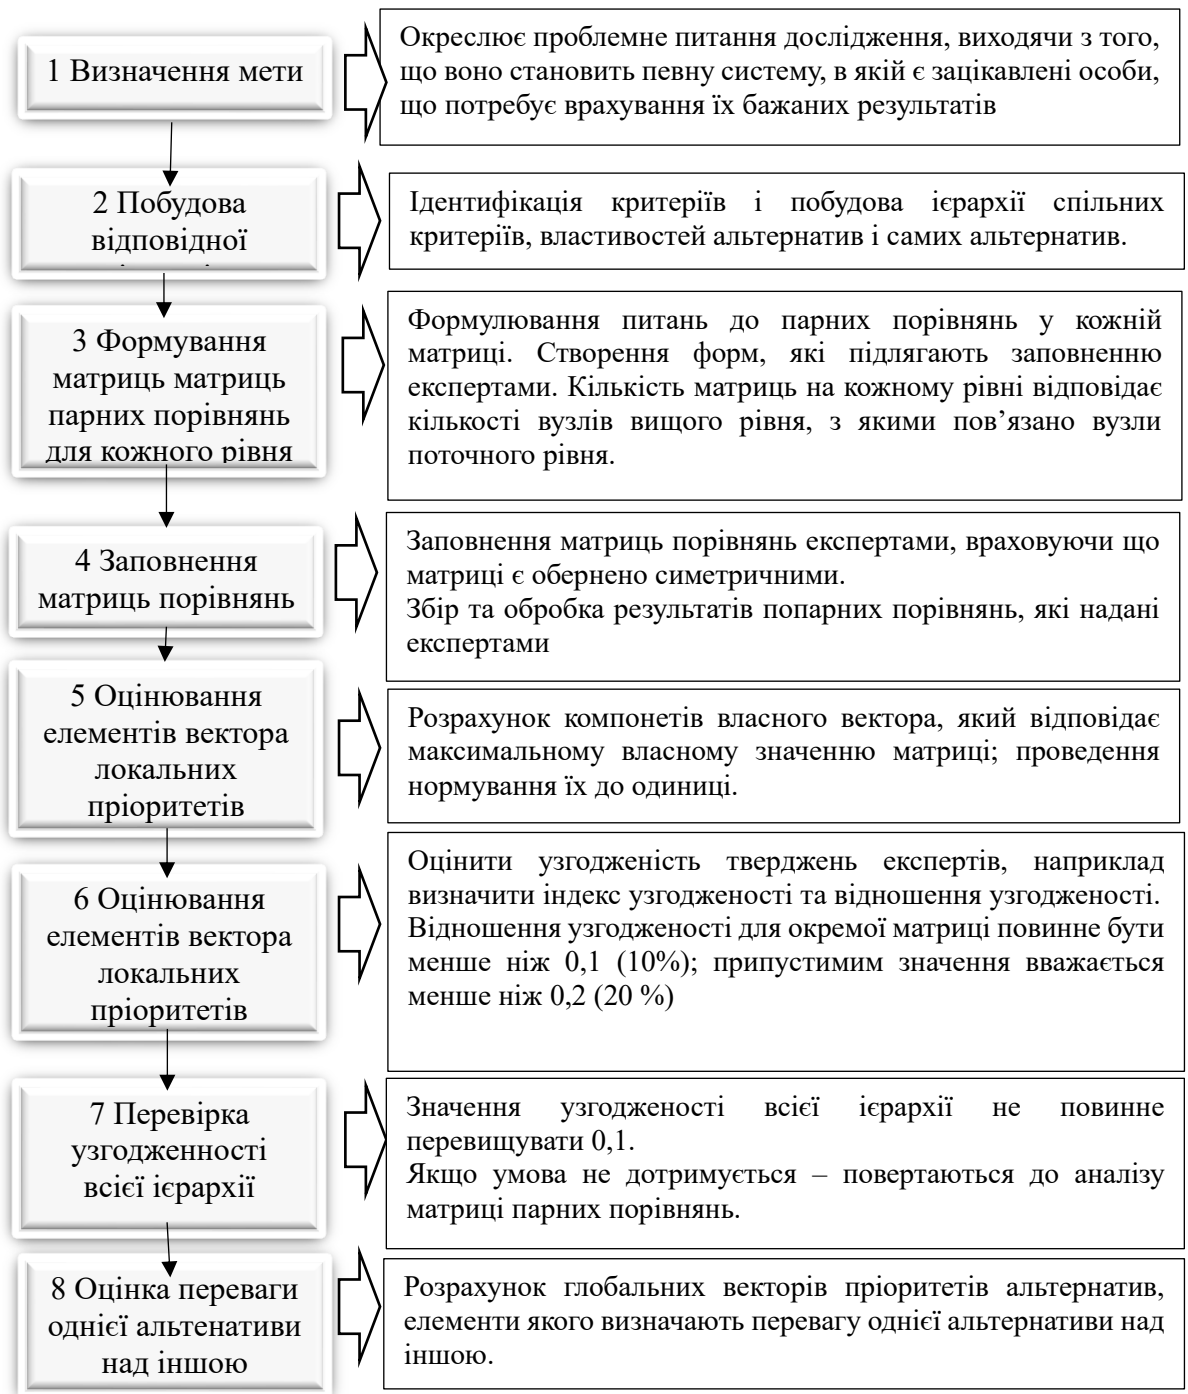 1 Визначення мети
Окреслює проблемне питання дослідження, виходячи з того,
що воно становить певну систему, в якій є зацікавлені особи,
що потребує врахування їх бажаних результатів
2 Побудова
відповідної
Ідентифікація критеріїв і побудова ієрархії спільних
критеріїв, властивостей альтернатив і самих альтернатив.
3 Формування
матриць матриць
парних порівнянь
для кожного рівня
Формулювання питань до парних порівнянь у кожній
матриці. Створення форм, які підлягають заповненню
експертами. Кількість матриць на кожному рівні відповідає
кількості вузлів вищого рівня, з якими пов’язано вузли
поточного рівня.
4 Заповнення
матриць порівнянь
Заповнення матриць порівнянь експертами, враховуючи що
матриці є обернено симетричними.
Збір та обробка результатів попарних порівнянь, які надані
експертами
5 Оцінювання
елементів вектора
локальних
пріоритетів
Розрахунок компонетів власного вектора, який відповідає
максимальному власному значенню матриці; проведення
нормування їх до одиниці.
6 Оцінювання
елементів вектора
локальних
пріоритетів
Оцінити узгодженість тверджень експертів, наприклад
визначити індекс узгодженості та відношення узгодженості.
Відношення узгодженості для окремої матриці повинне бути
менше ніж 0,1 (10%); припустимим значення вважається
менше ніж 0,2 (20 %)
7 Перевірка
узгодженності
всієї ієрархії
Значення узгодженості всієї ієрархії не повинне
перевищувати 0,1.
Якщо умова не дотримується – повертаються до аналізу
матриці парних порівнянь.
8 Оцінка переваги
однієї альтенативи
над іншою
Розрахунок глобальних векторів пріоритетів альтернатив,
елементи якого визначають перевагу однієї альтернативи над
іншою.